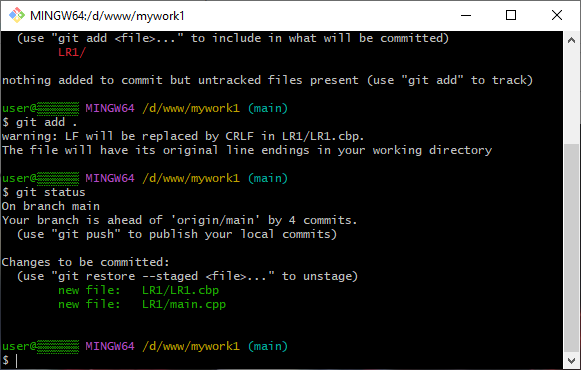 MINGW64:/d/www/mywork1
(use "git add <file>..." to include in what will be committed)
LR1/
nothing added to commit but untracked files present (use "git add" to track)
user@▒▒▒▒▒▒ MINGW64 /d/www/mywork1 (main)
$ git add .
warning: LF will be replaced by CRLF in LR1/LR1.cbp.
The file will have its original line endings in your working directory
user@▒▒▒▒▒▒ MINGW64 /d/www/mywork1 (main)
$ git status
On branch main
Your branch is ahead of 'origin/main' by 4 commits.
(use "git push" to publish your local commits)
Changes to be committed:
(use "git restore --staged <file>..." to unstage)
new file:   LR1/LR1.cbp
new file:   LR1/main.cpp
user@▒▒▒▒▒▒ MINGW64 /d/www/mywork1 (main)
$